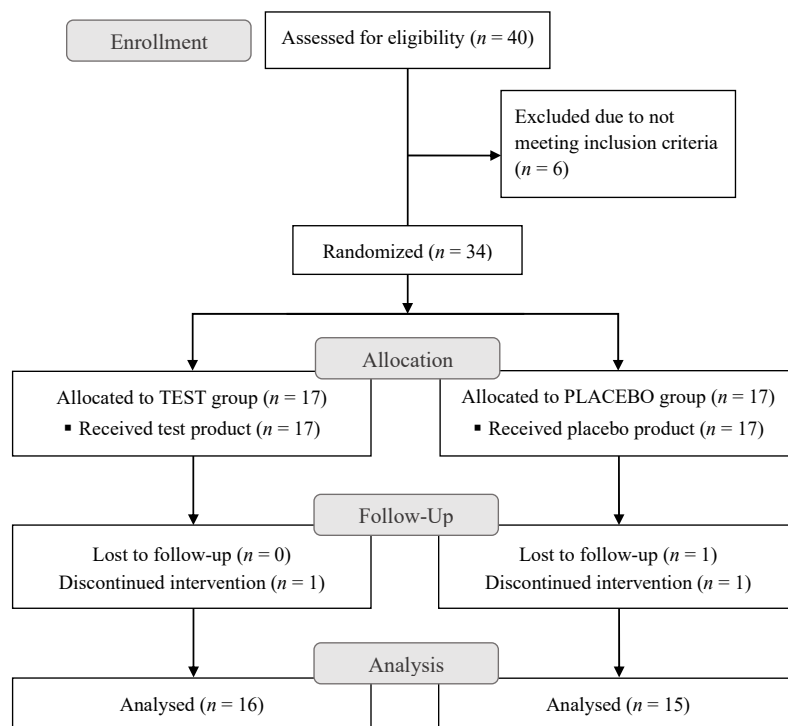 Enrollment
Assessed for eligibility (n = 40)
Excluded due to not
meeting inclusion criteria
(n = 6)
Randomized (n = 34)
Allocation
Allocated to TEST group (n = 17)
▪ Received test product (n = 17)
Allocated to PLACEBO group (n = 17)
▪ Received placebo product (n = 17)
Follow-Up
Lost to follow-up (n = 0)
Discontinued intervention (n = 1)
Lost to follow-up (n = 1)
Discontinued intervention (n = 1)
Analysis
Analysed (n = 16)
Analysed (n = 15)